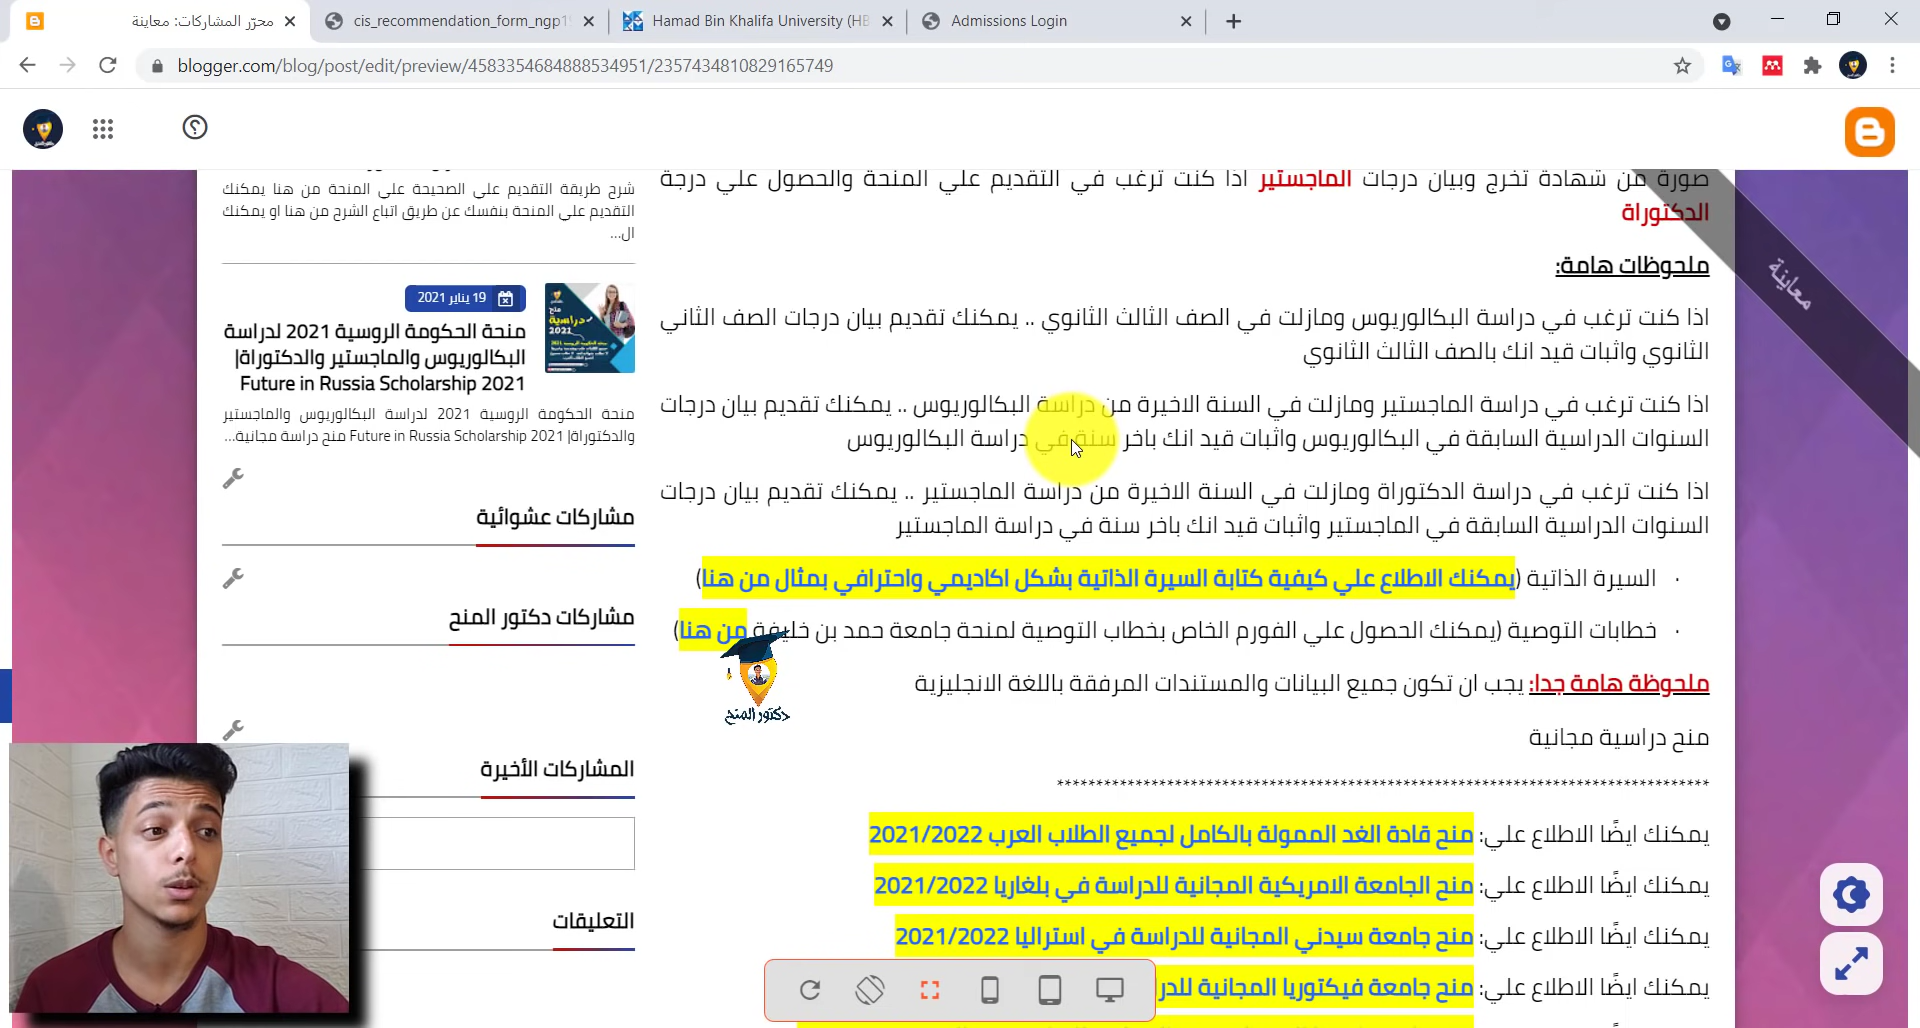 محرّر المشاركات: معاينة
cis_recommendation_form_ngp1
Hamad Bin Khalifa University (HB
Admissions Login
blogger.com/blog/post/edit/preview/4583354684888534951/2357434810829165749
معاينة
صورة من شهادة تخرج وبيان درجات الماجستير اذا كنت ترغب في التقديم علي المنحة والحصول علي درجة
الدكتوراة
ملحوظات هامة:
اذا كنت ترغب في دراسة البكالوريوس ومازلت في الصف الثالث الثانوي .. يمكنك تقديم بيان درجات الصف الثاني
الثانوي واثبات قيد انك بالصف الثالث الثانوي
اذا كنت ترغب في دراسة الماجستير ومازلت في السنة الاخيرة من دراسة البكالوريوس .. يمكنك تقديم بيان درجات
السنوات الدراسية السابقة في البكالوريوس واثبات قيد انك باخر سنة في دراسة البكالوريوس
اذا كنت ترغب في دراسة الدكتوراة ومازلت في السنة الاخيرة من دراسة الماجستير .. يمكنك تقديم بيان درجات
السنوات الدراسية السابقة في الماجستير واثبات قيد انك باخر سنة في دراسة الماجستير
· السيرة الذاتية (يمكنك الاطلاع علي كيفية كتابة السيرة الذاتية بشكل اكاديمي واحترافي بمثال من هنا)
· خطابات التوصية (يمكنك الحصول علي الفورم الخاص بخطاب التوصية لمنحة جامعة حمد بن خليفة من هنا)
دكتور المنح
ملحوظة هامة جدا: يجب ان تكون جميع البيانات والمستندات المرفقة باللغة الانجليزية
منح دراسية مجانية
************************************************************************************
يمكنك ايضًا الاطلاع علي: منح قادة الغد الممولة بالكامل لجميع الطلاب العرب 2021/2022
يمكنك ايضًا الاطلاع علي: منح الجامعة الامريكية المجانية للدراسة في بلغاريا 2021/2022
يمكنك ايضًا الاطلاع علي: منح جامعة سيدني المجانية للدراسة في استراليا 2021/2022
يمكنك ايضًا الاطلاع علي: منح جامعة فيكتوريا المجانية للدر
شرح طريقة التقديم علي الصحيحة علي المنحة من هنا يمكنك
التقديم علي المنحة بنفسك عن طريق اتباع الشرح من هنا او يمكنك
ال...
19 يناير 2021
منحة الحكومة الروسية 2021 لدراسة
البكالوريوس والماجستير والدكتوراة|
Future in Russia Scholarship 2021
منحة الحكومة الروسية 2021 لدراسة البكالوريوس والماجستير
والدكتوراة| Future in Russia Scholarship 2021 منح دراسة مجانية...
مشاركات عشوائية
مشاركات دكتور المنح
المشاركات الأخيرة
التعليقات